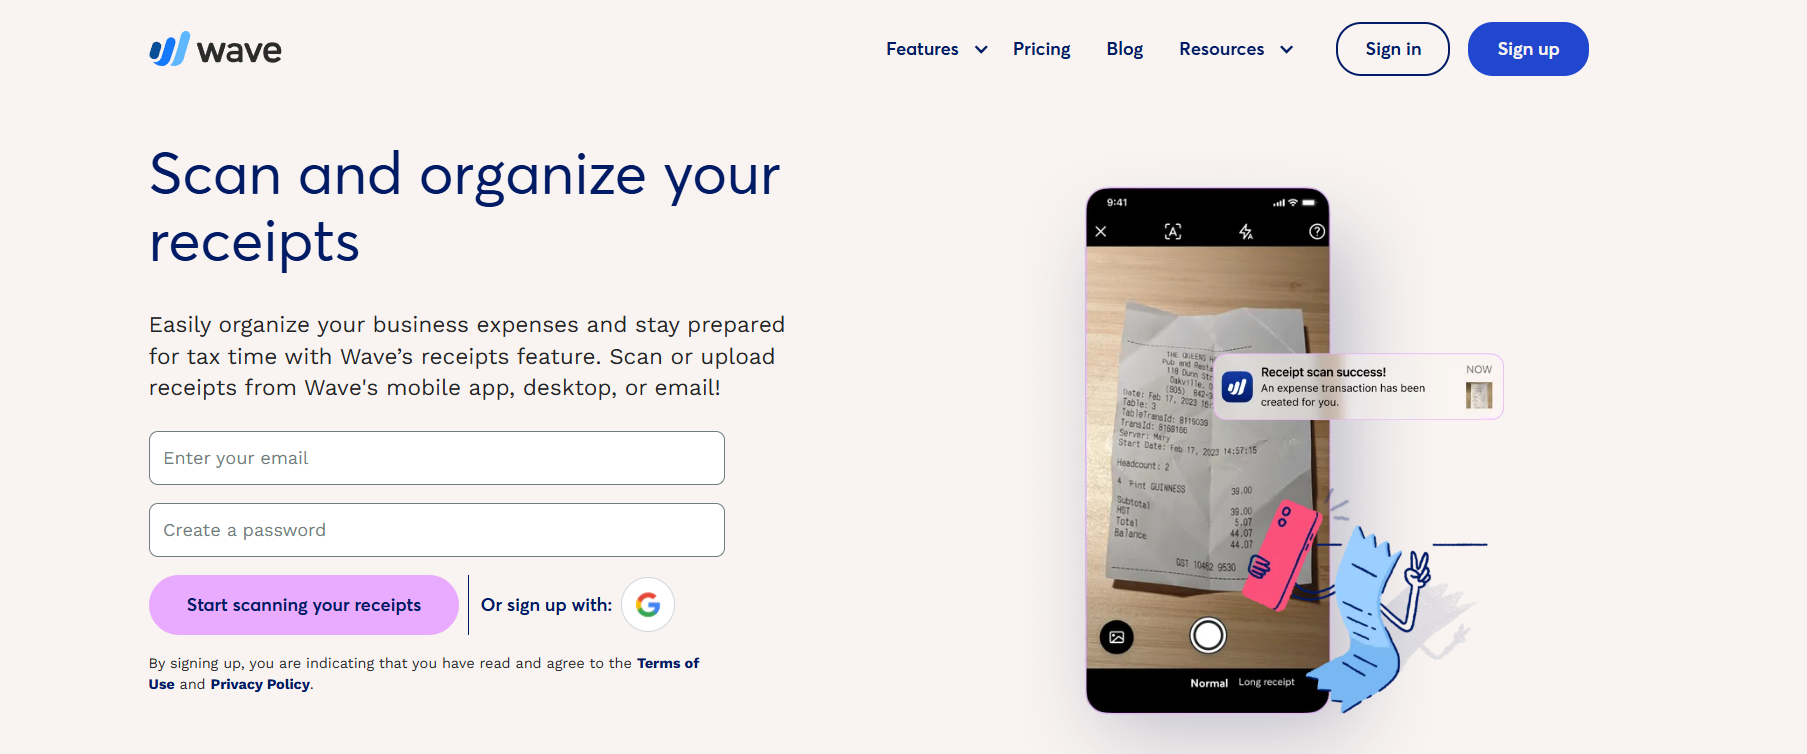 wave
Features
Pricing
Blog
Resources
Sign in
Sign up
Scan and organize your
receipts
Easily organize your business expenses and stay prepared
for tax time with Wave’s receipts feature. Scan or upload
receipts from Wave's mobile app, desktop, or email!
Enter your email
Create a password
Start scanning your receipts
Or sign up with:
By signing up, you are indicating that you have read and agree to the Terms of
Use and Privacy Policy.
9:41
A
A
?
THE QUEENS
Pub and
118 Dunn
Oakville,
(905) 842-
Date: Feb 17, 2023
Table: 3
TableTransId: 8119039
TransId:
Server: Mary
Start Date: Feb 17, 2023 14:57:15
Headcount: 2
4 Pint GUINNESS 39.00
Subtotal 39.00
HST 5.07
Total 44.07
Balance 44.07
9530
Receipt scan success!
NOW
An expense transaction has been
created for you.
Normal
Long receipt